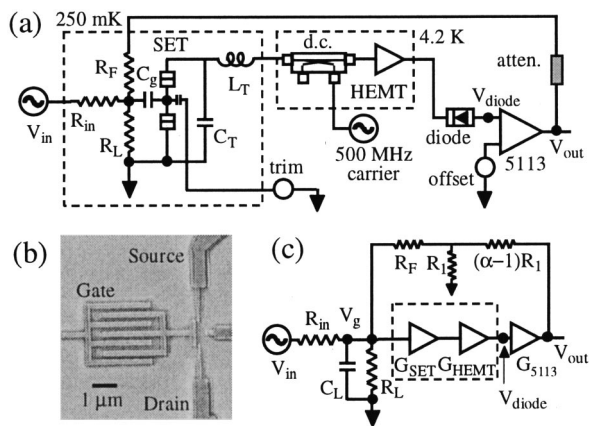 (a)
250 mK
SET
4.2 K
d.c.
HEMT
atten.
R_F
C_g
L_T
V_in
R_in
R_L
C_T
500 MHz
carrier
trim
diode
V_diode
5113
V_out
offset
(b)
Source
Gate
1 μm
Drain
(c)
R_F
R_1
(α-1)R_1
R_in
V_g
V_in
C_L
R_L
G_SET
G_HEMT
G_5113
V_out
V_diode